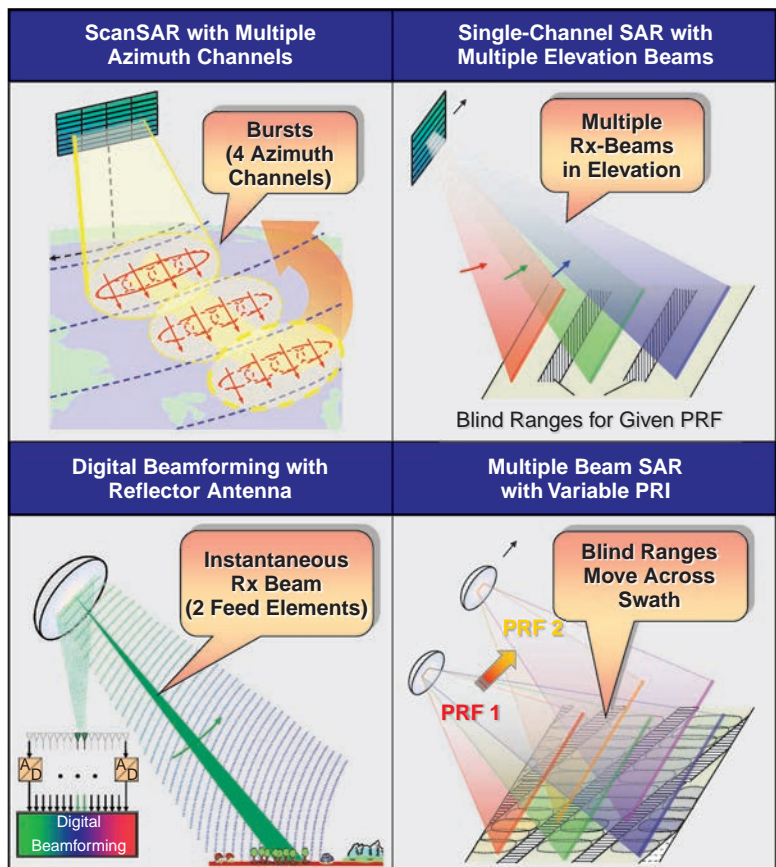 ScanSAR with Multiple
Azimuth Channels
Bursts
(4 Azimuth
Channels)
Single-Channel SAR with
Multiple Elevation Beams
Multiple
Rx-Beams
in Elevation
Blind Ranges for Given PRF
Digital Beamforming with
Reflector Antenna
Instantaneous
Rx Beam
(2 Feed Elements)
A
D
A
D
Digital
Beamforming
Multiple Beam SAR
with Variable PRI
Blind Ranges
Move Across
Swath
PRF 2
PRF 1